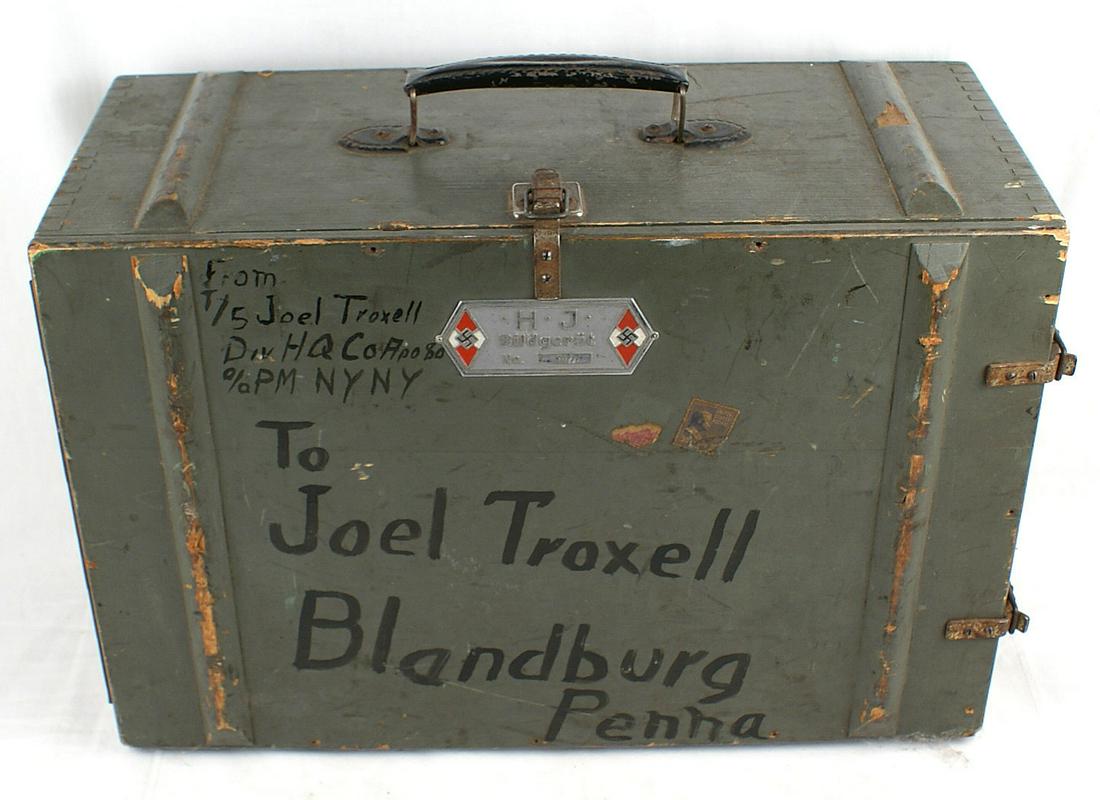 From
T/5 Joel Troxell
Div HQ Co Apo 80
c/o PM NY NY
· H · J ·
Bildgerät
No.
To
Joel Troxell
Blandburg
Penna